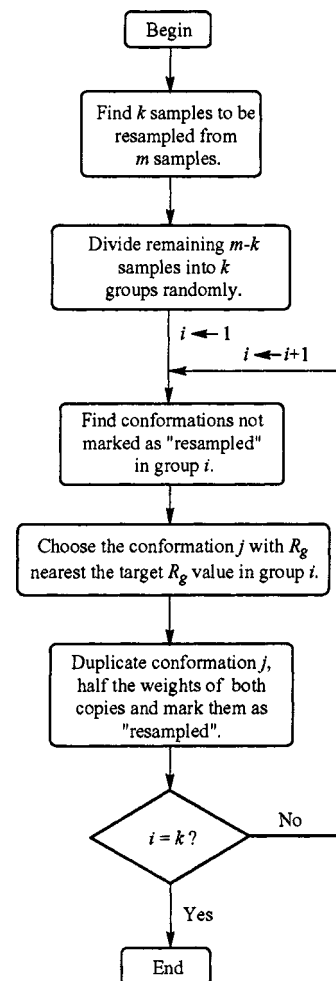 Begin
Find k samples to be
resampled from
m samples.
Divide remaining m-k
samples into k
groups randomly.
i ← 1
i ← i+1
Find conformations not
marked as "resampled"
in group i.
Choose the conformation j with Rg
nearest the target Rg value in group i.
Duplicate conformation j,
half the weights of both
copies and mark them as
"resampled".
i = k ?
No
Yes
End